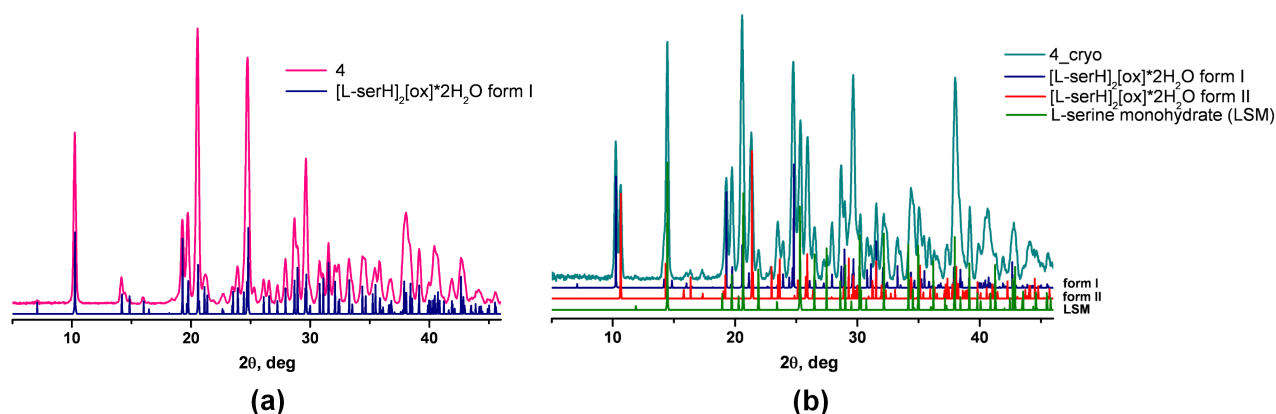 4
[L-serH]₂[ox]*2H₂O form I
10
20
30
40
2θ, deg
(a)
4_cryo
[L-serH]₂[ox]*2H₂O form I
[L-serH]₂[ox]*2H₂O form II
L-serine monohydrate (LSM)
form I
form II
LSM
10
20
30
40
2θ, deg
(b)